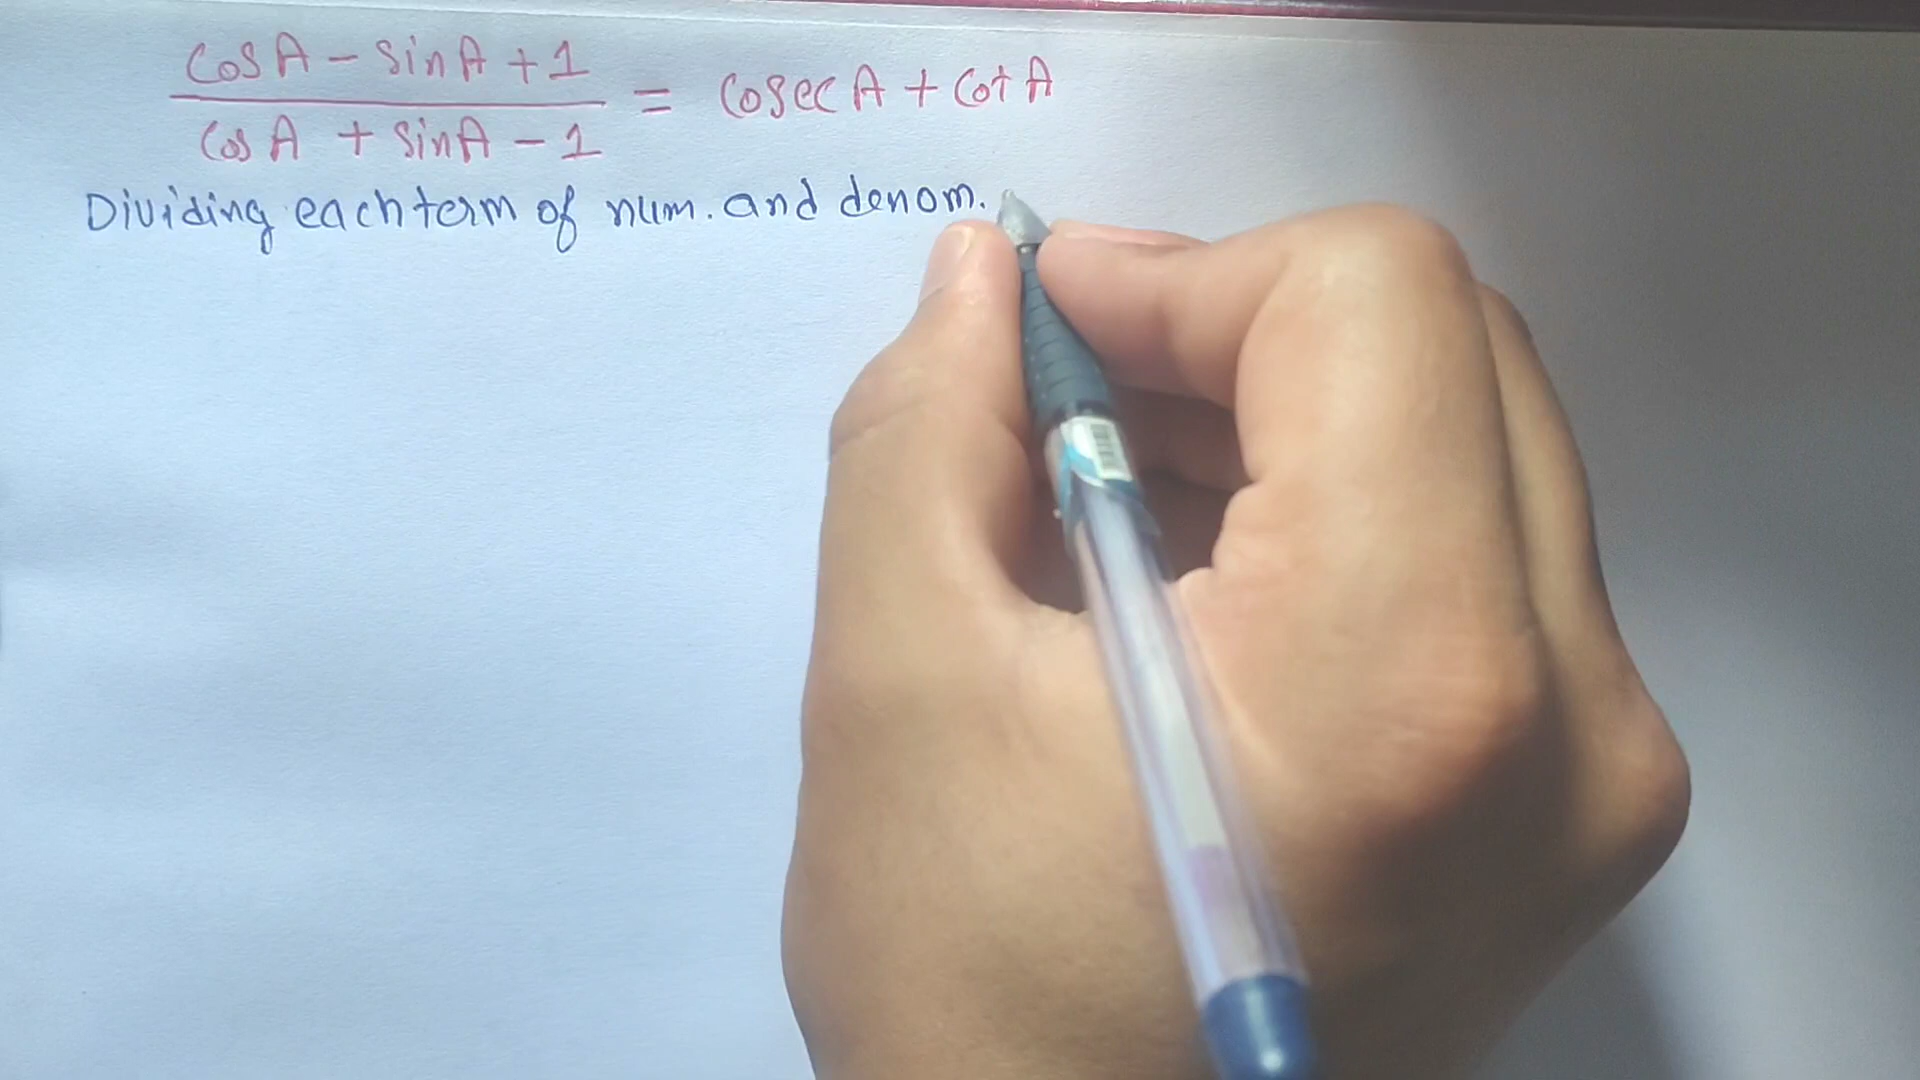 cosA - sinA + 1
cosA + sinA - 1
= cosecA + cotA
Dividing each term of num. and denom.